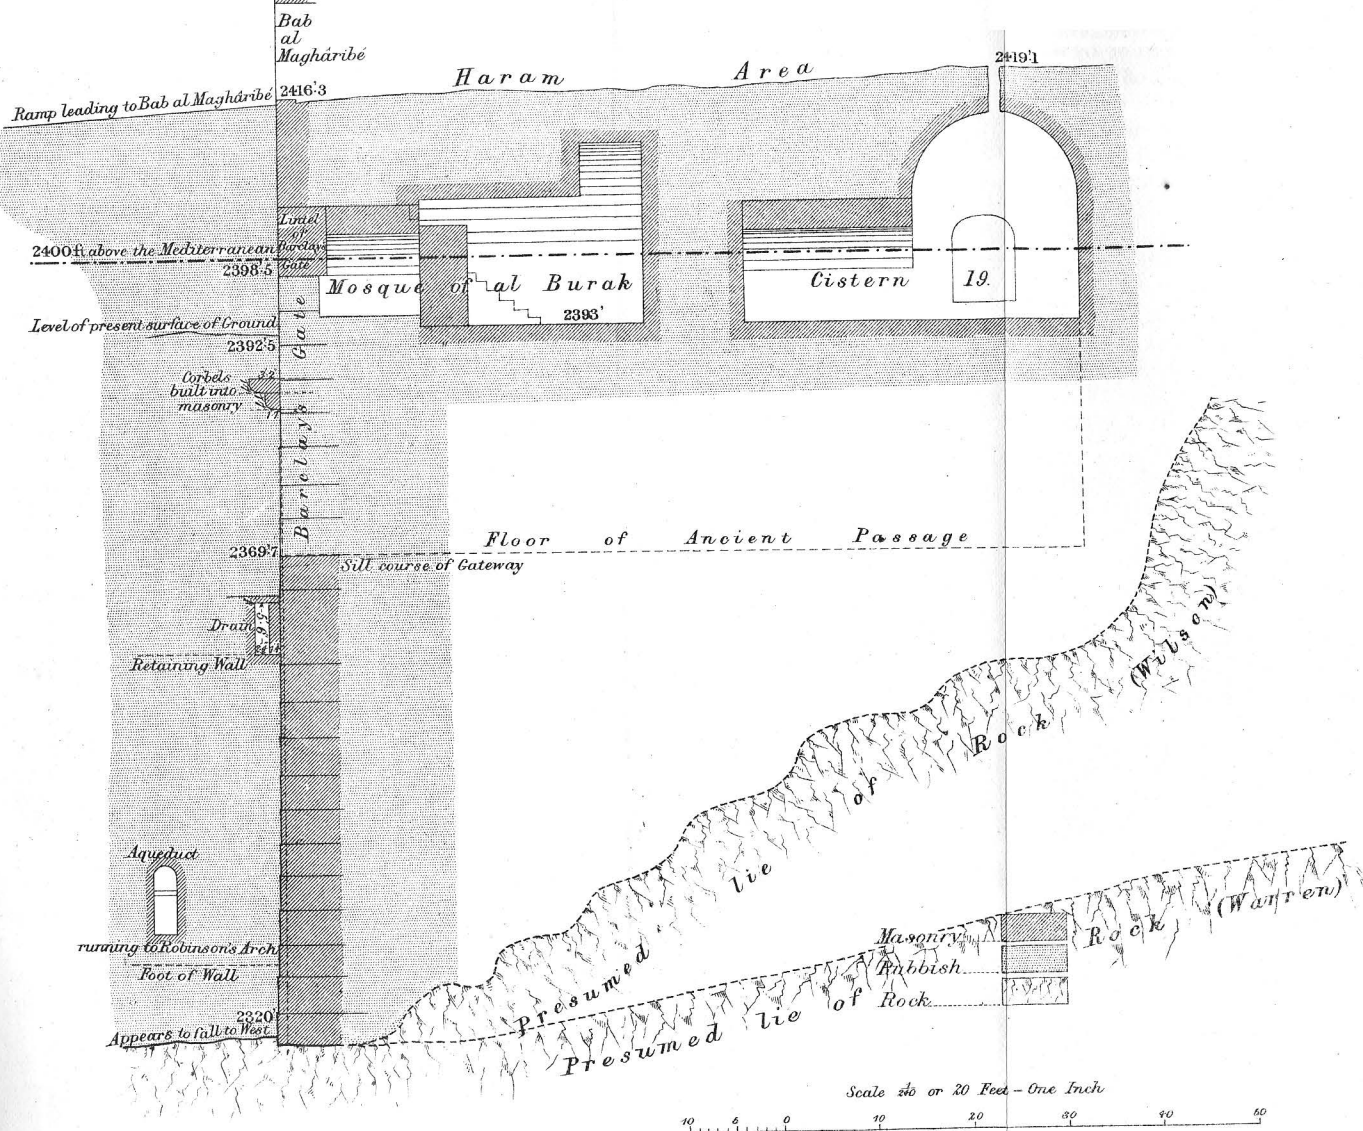 Bab
al
Maghâribé
2419'1
Haram Area
2416'3
Ramp leading to Bab al Maghâribé
Lintel
of
Barclays
Gate
2400 ft above the Mediterranean
2398'5
Mosque of al Burak
2393'
Cistern 19.
Level of present surface of Ground
2392'5
Barclay's Gate
Corbels
built into
masonry
3.2
2369'7
Floor of Ancient Passage
Sill course of Gateway
Drain
Retaining Wall
Presumed lie of Rock (Wilson)
Aqueduct
running to Robinson's Arch
Foot of Wall
2320'
Appears to fall to West
Presumed lie of Rock (Warren)
Masonry
Rubbish
Rock
Scale 1/240 or 20 Feet – One Inch
10 5 0 10 20 30 40 50